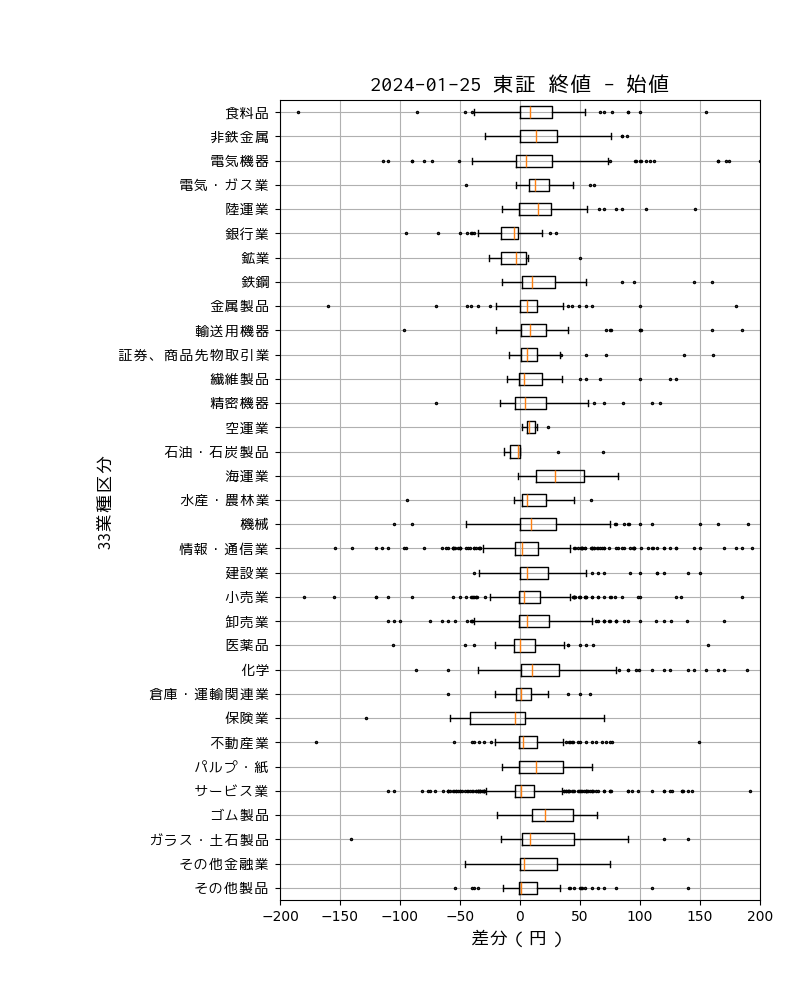 2024-01-25 東証 終値 - 始値
食料品
非鉄金属
電気機器
電気・ガス業
陸運業
銀行業
鉱業
鉄鋼
金属製品
輸送用機器
証券、商品先物取引業
繊維製品
精密機器
空運業
石油・石炭製品
海運業
水産・農林業
機械
情報・通信業
建設業
小売業
卸売業
医薬品
化学
倉庫・運輸関連業
保険業
不動産業
パルプ・紙
サービス業
ゴム製品
ガラス・土石製品
その他金融業
その他製品
33業種区分
−200 −150 −100 −50 0 50 100 150 200
差分（円）